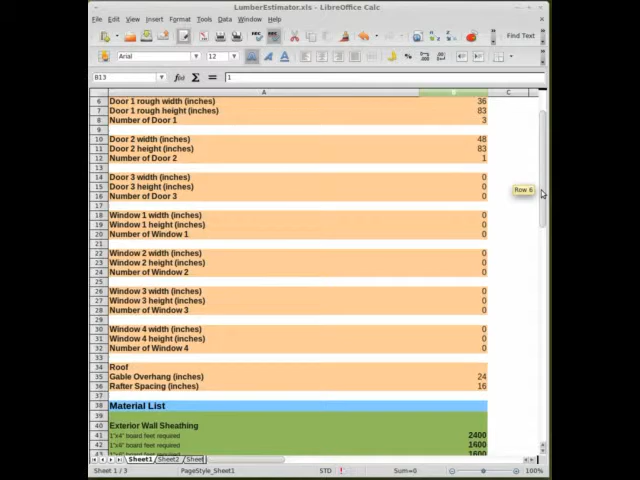 LumberEstimator.xls - LibreOffice Calc
File Edit View Insert Format Tools Data Window Help
Find Text
Arial 12
B13 1
A B C
6 Door 1 rough width (inches) 36
7 Door 1 rough height (inches) 83
8 Number of Door 1 3
9
10 Door 2 width (inches) 48
11 Door 2 height (inches) 83
12 Number of Door 2 1
13
14 Door 3 width (inches) 0
15 Door 3 height (inches) 0
16 Number of Door 3 0
17
18 Window 1 width (inches) 0
19 Window 1 height (inches) 0
20 Number of Window 1 0
21
22 Window 2 width (inches) 0
23 Window 2 height (inches) 0
24 Number of Window 2 0
25
26 Window 3 width (inches) 0
27 Window 3 height (inches) 0
28 Number of Window 3 0
29
30 Window 4 width (inches) 0
31 Window 4 height (inches) 0
32 Number of Window 4 0
33
34 Roof
35 Gable Overhang (inches) 24
36 Rafter Spacing (inches) 16
37
38 Material List
39
40 Exterior Wall Sheathing
41 1"x4" board feet required 2400
42 1"x6" board feet required 1600
1600
Row 6
Sheet1 Sheet2 Sheet
Sheet 1 / 3 PageStyle_Sheet1 STD Sum=0 100%